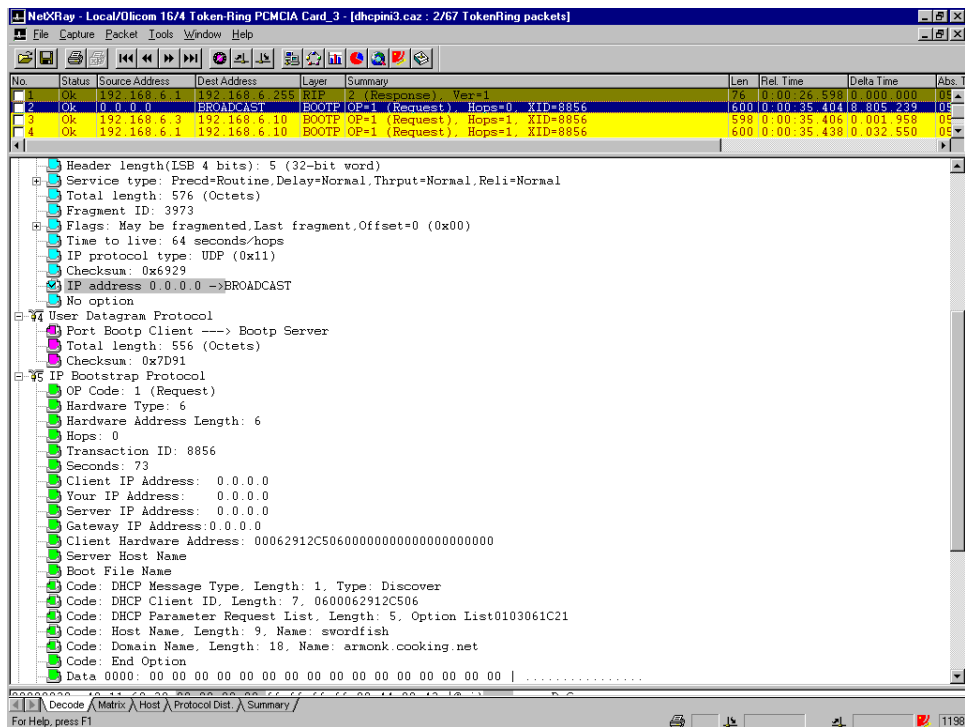 NetXRay - Local/Olicom 16/4 Token-Ring PCMCIA Card_3 - [dhcpini3.caz : 2/67 TokenRing packets]
File Capture Packet Tools Window Help
No. Status Source Address Dest Address Layer Summary Len Rel. Time Delta Time Abs. T
1 Ok 192.168.6.1 192.168.6.255 RIP 2 (Response), Ver=1 76 0:00:26.598 0.000.000 05
2 Ok 0.0.0.0 BROADCAST BOOTP OP=1 (Request), Hops=0, XID=8856 600 0:00:35.404 8.805.239 05
3 Ok 192.168.6.3 192.168.6.10 BOOTP OP=1 (Request), Hops=1, XID=8856 598 0:00:35.406 0.001.958 05
4 Ok 192.168.6.1 192.168.6.10 BOOTP OP=1 (Request), Hops=1, XID=8856 600 0:00:35.438 0.032.550 05
Header length(LSB 4 bits): 5 (32-bit word)
Service type: Precd=Routine,Delay=Normal,Thrput=Normal,Reli=Normal
Total length: 576 (Octets)
Fragment ID: 3973
Flags: May be fragmented,Last fragment,Offset=0 (0x00)
Time to live: 64 seconds/hops
IP protocol type: UDP (0x11)
Checksum: 0x6929
IP address 0.0.0.0 ->BROADCAST
No option
User Datagram Protocol
Port Bootp Client ---> Bootp Server
Total length: 556 (Octets)
Checksum: 0x7D91
IP Bootstrap Protocol
OP Code: 1 (Request)
Hardware Type: 6
Hardware Address Length: 6
Hops: 0
Transaction ID: 8856
Seconds: 73
Client IP Address: 0.0.0.0
Your IP Address: 0.0.0.0
Server IP Address: 0.0.0.0
Gateway IP Address:0.0.0.0
Client Hardware Address: 00062912C50600000000000000000000
Server Host Name
Boot File Name
Code: DHCP Message Type, Length: 1, Type: Discover
Code: DHCP Client ID, Length: 7, 0600062912C506
Code: DHCP Parameter Request List, Length: 5, Option List0103061C21
Code: Host Name, Length: 9, Name: swordfish
Code: Domain Name, Length: 18, Name: armonk.cooking.net
Code: End Option
Data 0000: 00 00 00 00 00 00 00 00 00 00 00 00 00 00 00 00 | ................
Decode Matrix Host Protocol Dist. Summary
For Help, press F1
1198